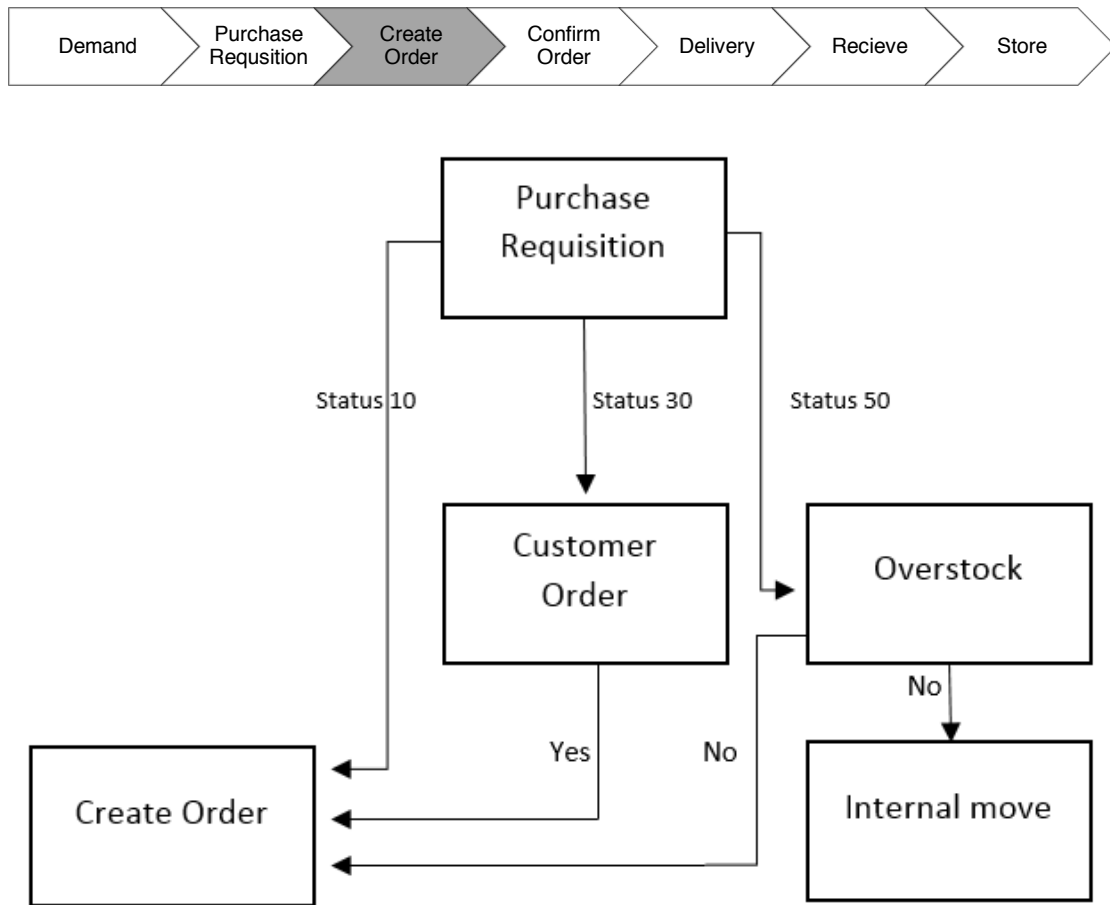 Demand
Purchase
Requsition
Create
Order
Confirm
Order
Delivery
Recieve
Store
Purchase
Requisition
Status 10
Status 30
Status 50
Customer
Order
Overstock
No
Yes
No
Create Order
Internal move